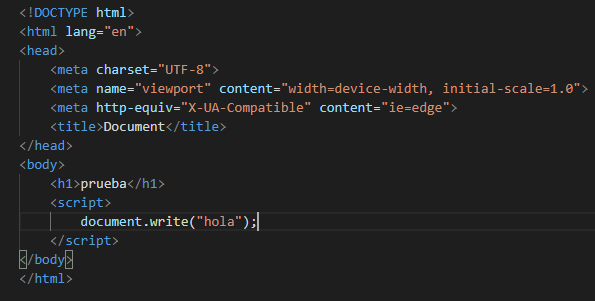 <!DOCTYPE html>
<html lang="en">
<head>
    <meta charset="UTF-8">
    <meta name="viewport" content="width=device-width, initial-scale=1.0">
    <meta http-equiv="X-UA-Compatible" content="ie=edge">
    <title>Document</title>
</head>
<body>
    <h1>prueba</h1>
    <script>
        document.write("hola");
    </script>
</body>
</html>